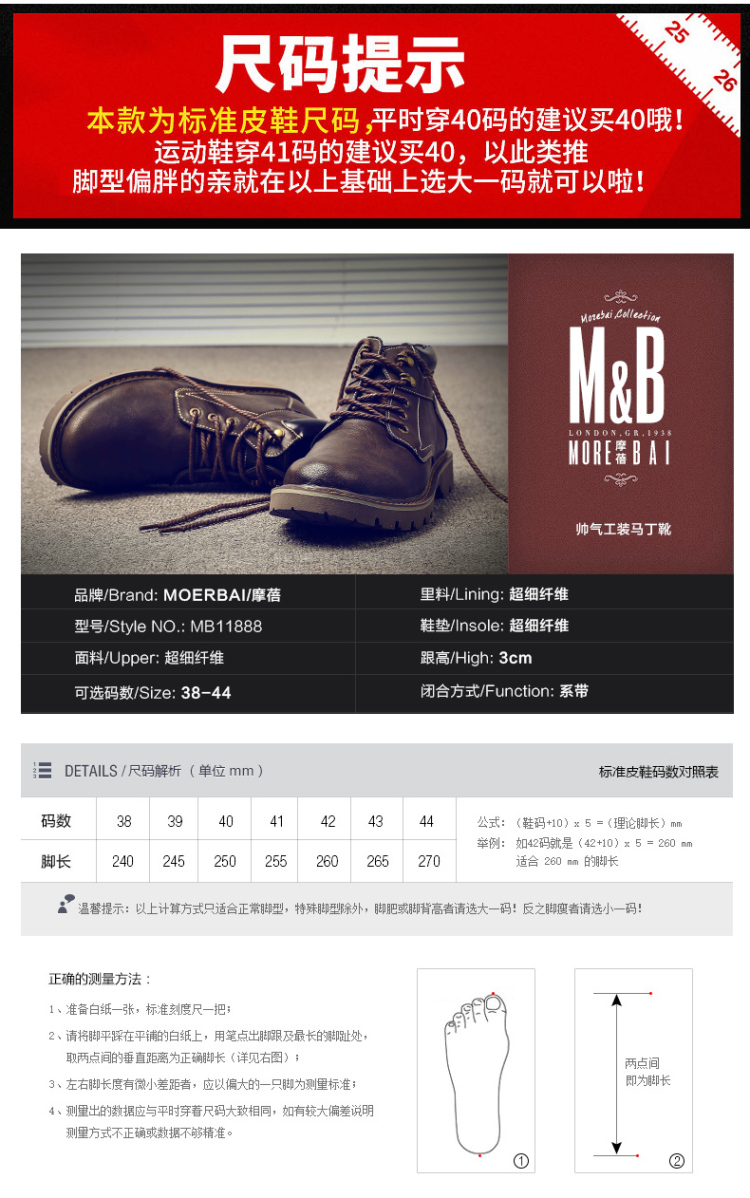 25
26
尺码提示
本款为标准皮鞋尺码,平时穿40码的建议买40哦!
运动鞋穿41码的建议买40，以此类推
脚型偏胖的亲就在以上基础上选大一码就可以啦!
Morebai Collection
M&B
LONDON,GR,1938
MORE摩蓓BAI
帅气工装马丁靴
品牌/Brand: MOERBAI/摩蓓
里料/Lining: 超细纤维
型号/Style NO.: MB11888
鞋垫/Insole: 超细纤维
面料/Upper: 超细纤维
跟高/High: 3cm
可选码数/Size: 38-44
闭合方式/Function: 系带
1
2
3
DETAILS / 尺码解析 ( 单位 mm )
标准皮鞋码数对照表
码数 38 39 40 41 42 43 44
脚长 240 245 250 255 260 265 270
公式: (鞋码+10) x 5 =(理论脚长) mm
举例: 如42码就是 (42+10) x 5 = 260 mm
适合 260 mm 的脚长
温馨提示: 以上计算方式只适合正常脚型, 特殊脚型除外, 脚肥或脚背高者请选大一码! 反之脚瘦者请选小一码!
正确的测量方法：
1、准备白纸一张，标准刻度尺一把；
2、请将脚平踩在平铺的白纸上，用笔点出脚跟及最长的脚趾处，
取两点间的垂直距离为正确脚长（详见右图）；
3、左右脚长度有微小差距者，应以偏大的一只脚为测量标准；
4、测量出的数据应与平时穿着尺码大致相同，如有较大偏差说明
测量方式不正确或数据不够精准。
①
两点间
即为脚长
②